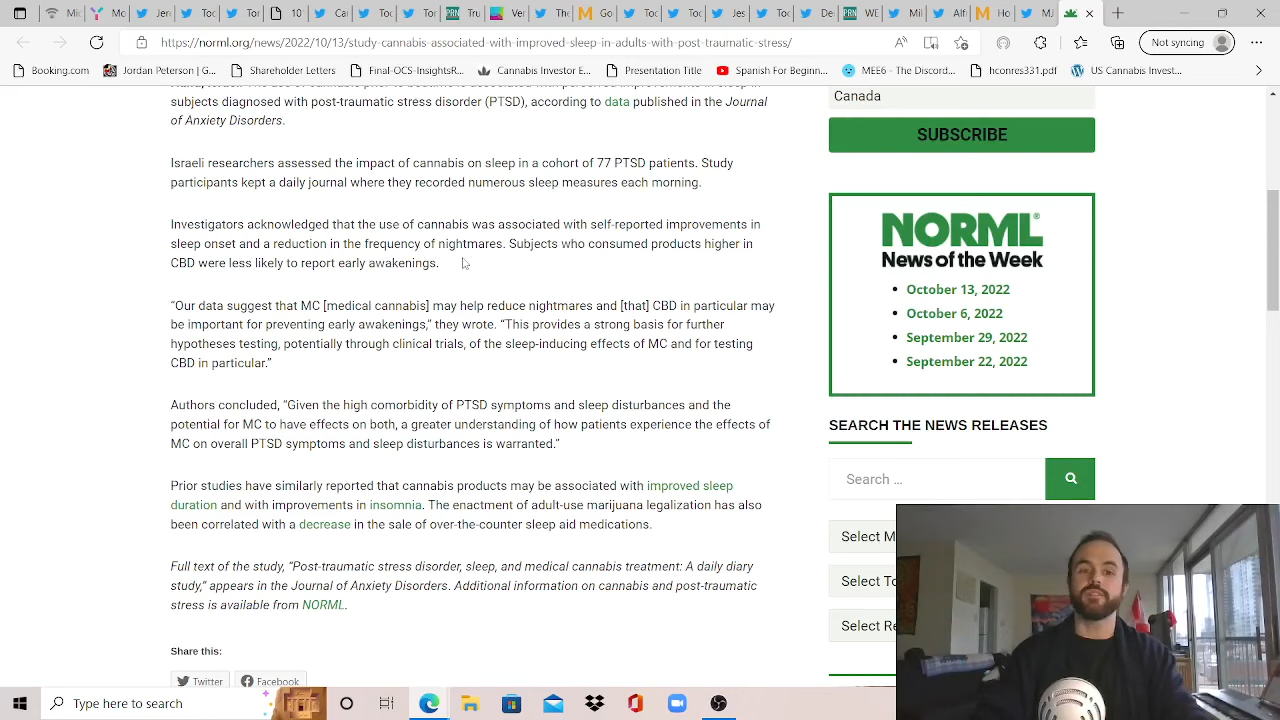 PRN
PRN
https://norml.org/news/2022/10/13/study-cannabis-associated-with-improved-sleep-in-adults-with-post-traumatic-stress/
Not syncing
Booking.com
Jordan Peterson |...
Shareholder Letters
insomnia
Cannabis Investor E...
Presentation Title
Speaking For Begin...
subjects diagnosed with post-traumatic stress disorder (PTSD), according to data published in the Journal
of Anxiety Disorders.
Israeli researchers assessed the impact of cannabis on sleep in a cohort of 77 PTSD patients. Study
participants kept a daily journal where they recorded numerous sleep measures each morning.
Investigators acknowledged that the use of cannabis was associated with self-reported improvements in
sleep onset and a reduction in the frequency of nightmares. Subjects who consumed products higher in
CBD were less likely to report early awakenings.
“Our data suggest that MC [medical cannabis] may help reduce nightmares and [that] CBD in particular may
be important for preventing early awakenings,” they wrote. “This provides a strong basis for further
hypotheses testing, potentially through clinical trials, of the sleep-inducing effects of MC and for testing
CBD in particular.”
Authors concluded, “Given the high comorbidity of PTSD symptoms and sleep disturbances and the
potential for MC to have effects on both, a greater understanding of how patients experience the effects of
MC on overall PTSD symptoms and sleep disturbances is warranted.”
Prior studies have similarly reported that cannabis products may be associated with improved sleep
duration and with improvements in insomnia. The enactment of adult-use marijuana legalization has also
been correlated with a decrease in the sale of over-the-counter sleep aid medications.
Full text of the study, “Post-traumatic stress disorder, sleep, and medical cannabis treatment: A daily diary
study,” appears in the Journal of Anxiety Disorders. Additional information on cannabis and post-traumatic
stress is available from NORML.
Share this:
Twitter
Facebook
Canada
SUBSCRIBE
NORML®
News of the Week
October 13, 2022
October 6, 2022
September 29, 2022
September 22, 2022
SEARCH THE NEWS RELEASES
Search ...
Select M
Select To
Select Re
Type here to search